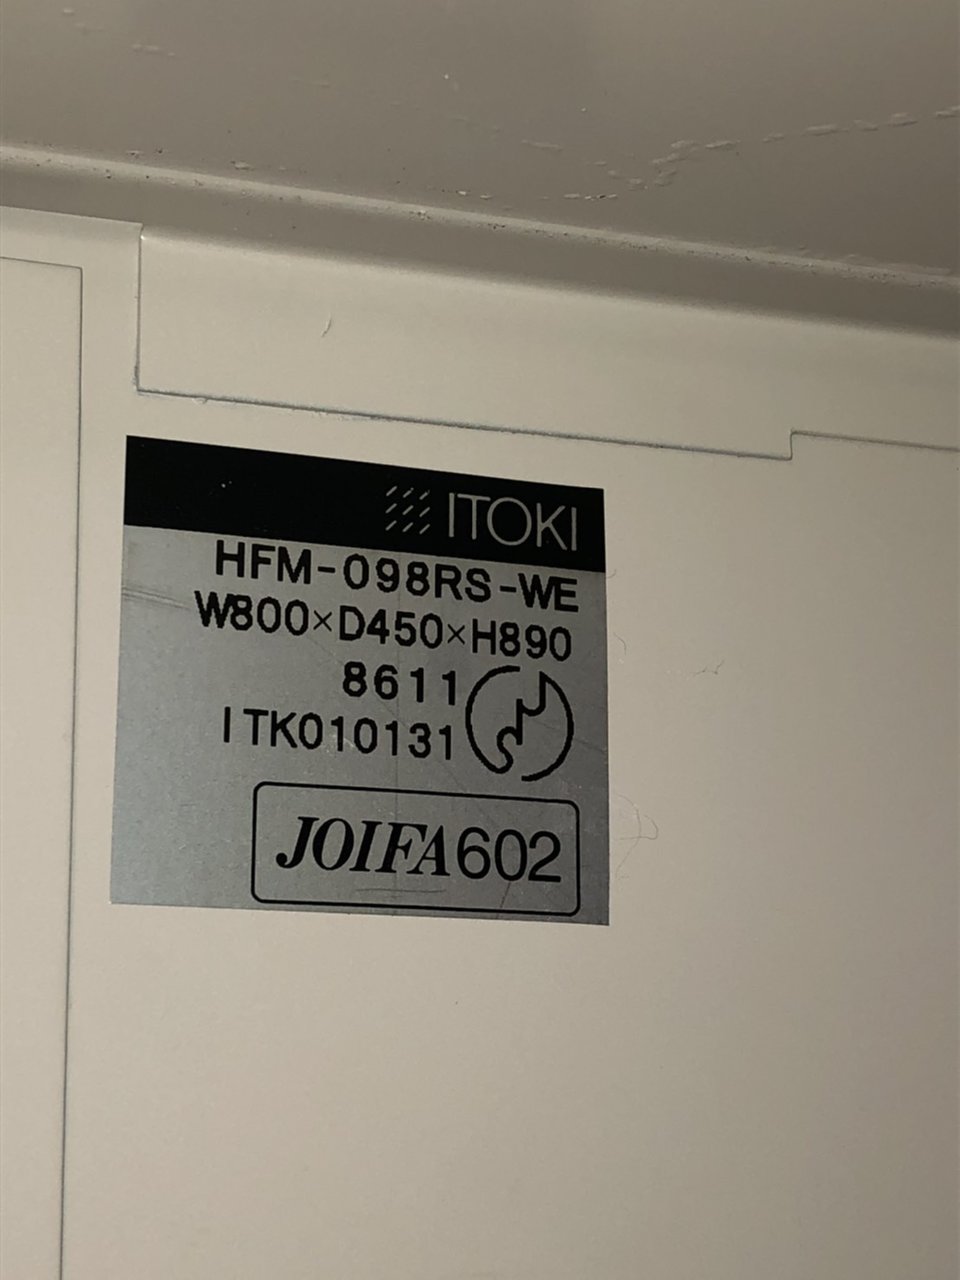 ITOKI
HFM-098RS-WE
W800×D450×H890
8611
ITK010131
JOIFA602